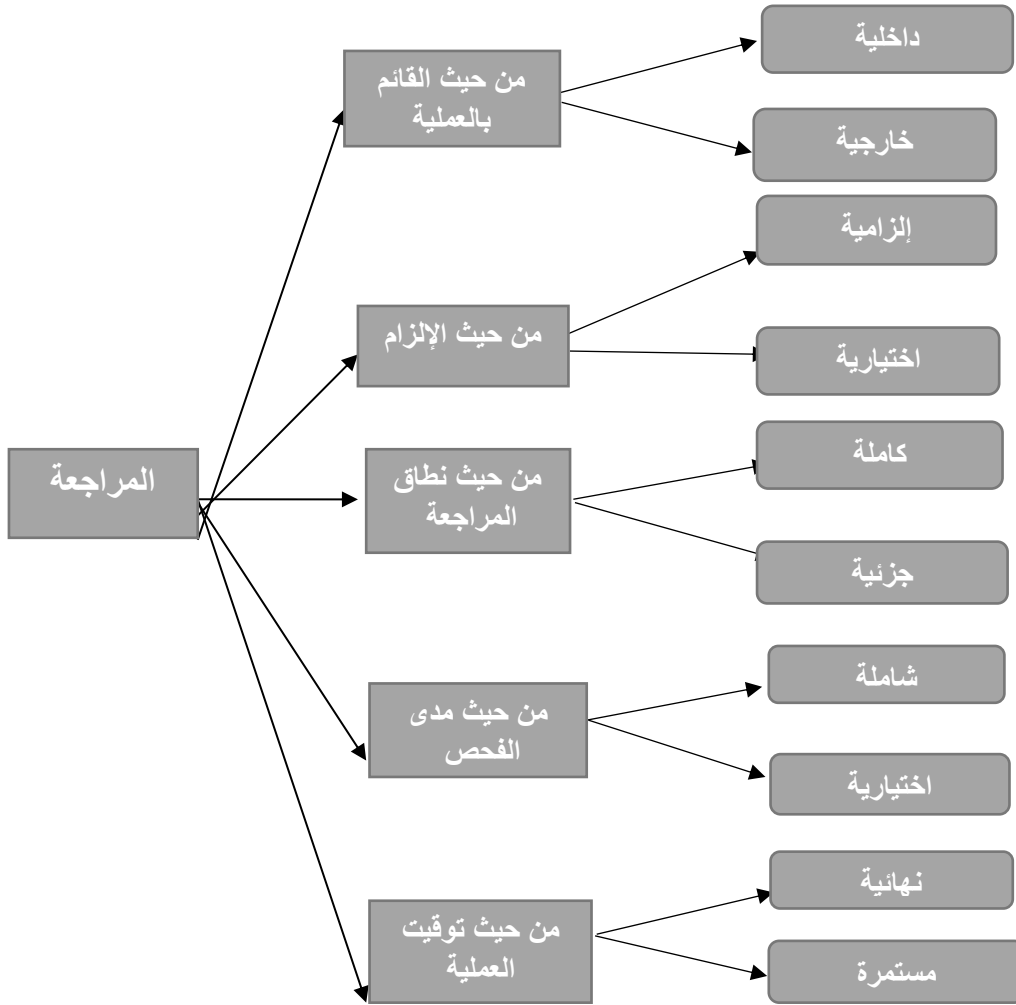 المراجعة
من حيث القائم
بالعملية
داخلية
خارجية
من حيث الإلزام
إلزامية
اختيارية
من حيث نطاق
المراجعة
كاملة
جزئية
من حيث مدى
الفحص
شاملة
اختيارية
من حيث توقيت
العملية
نهائية
مستمرة